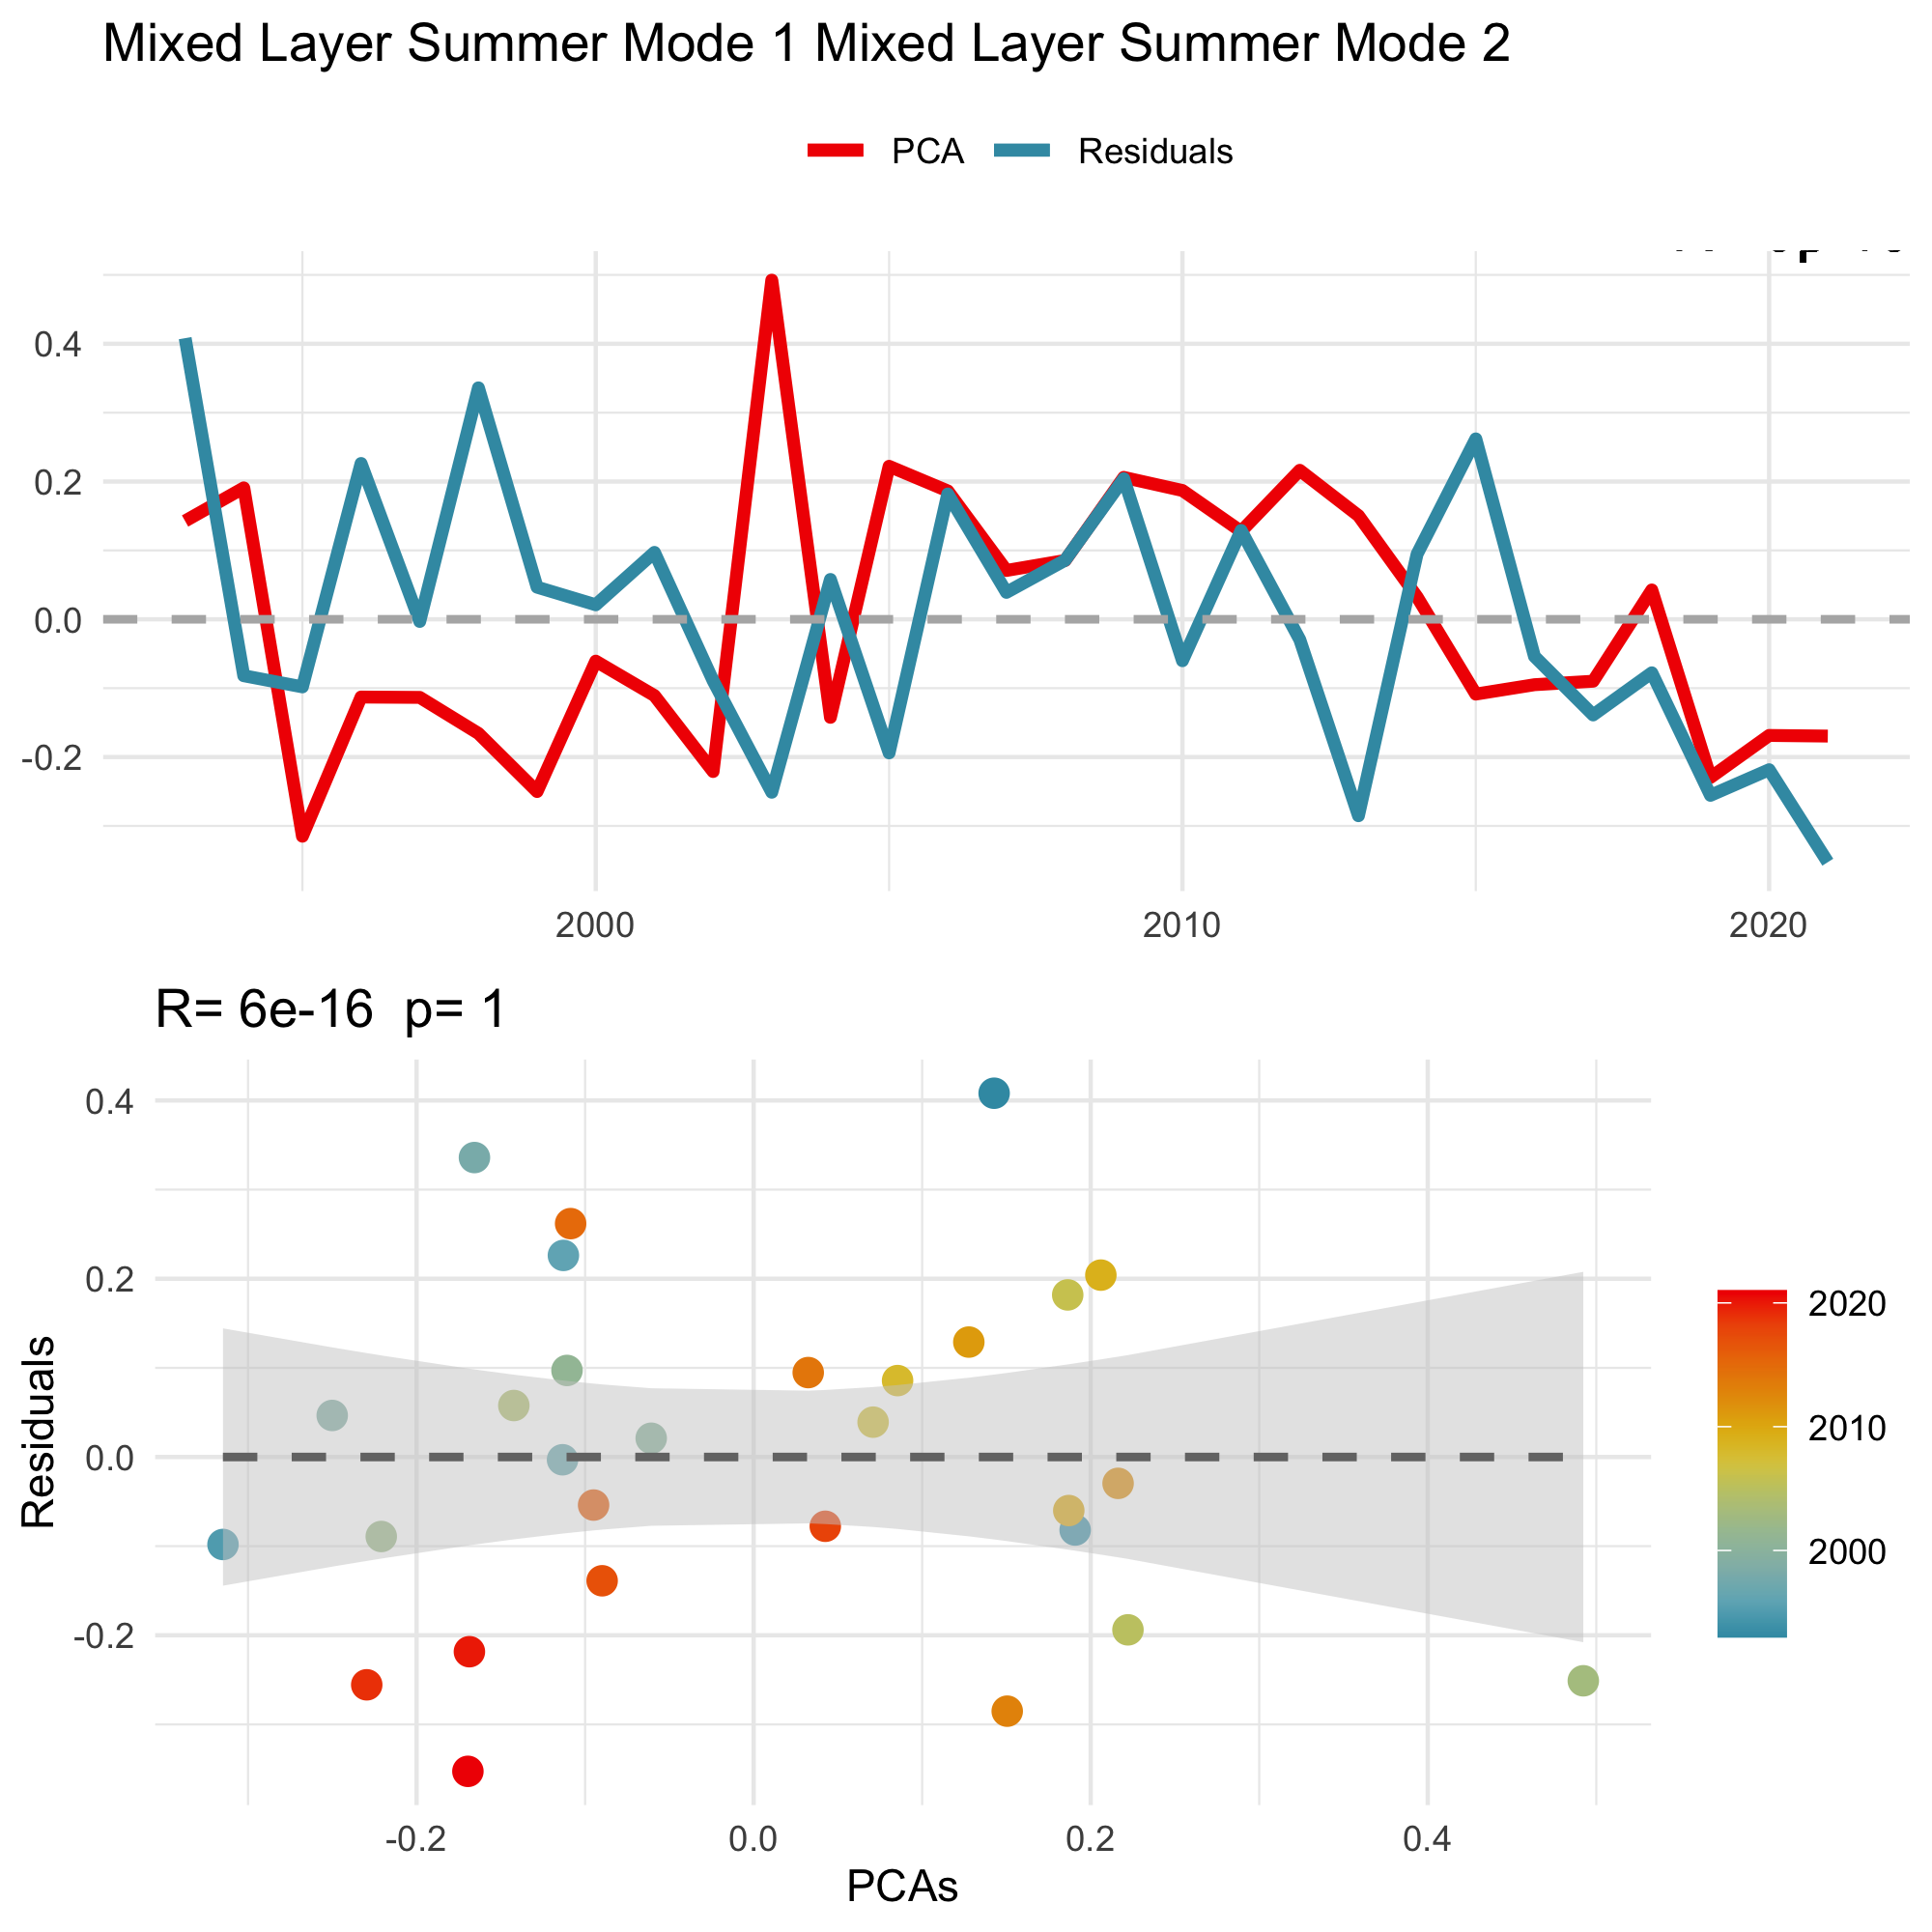 Mixed Layer Summer Mode 1 Mixed Layer Summer Mode 2
PCA Residuals
0.4
0.2
0.0
-0.2
2000 2010 2020
R= 6e-16 p= 1
Residuals
0.4
0.2
0.0
-0.2
-0.2 0.0 0.2 0.4
PCAs
2020
2010
2000